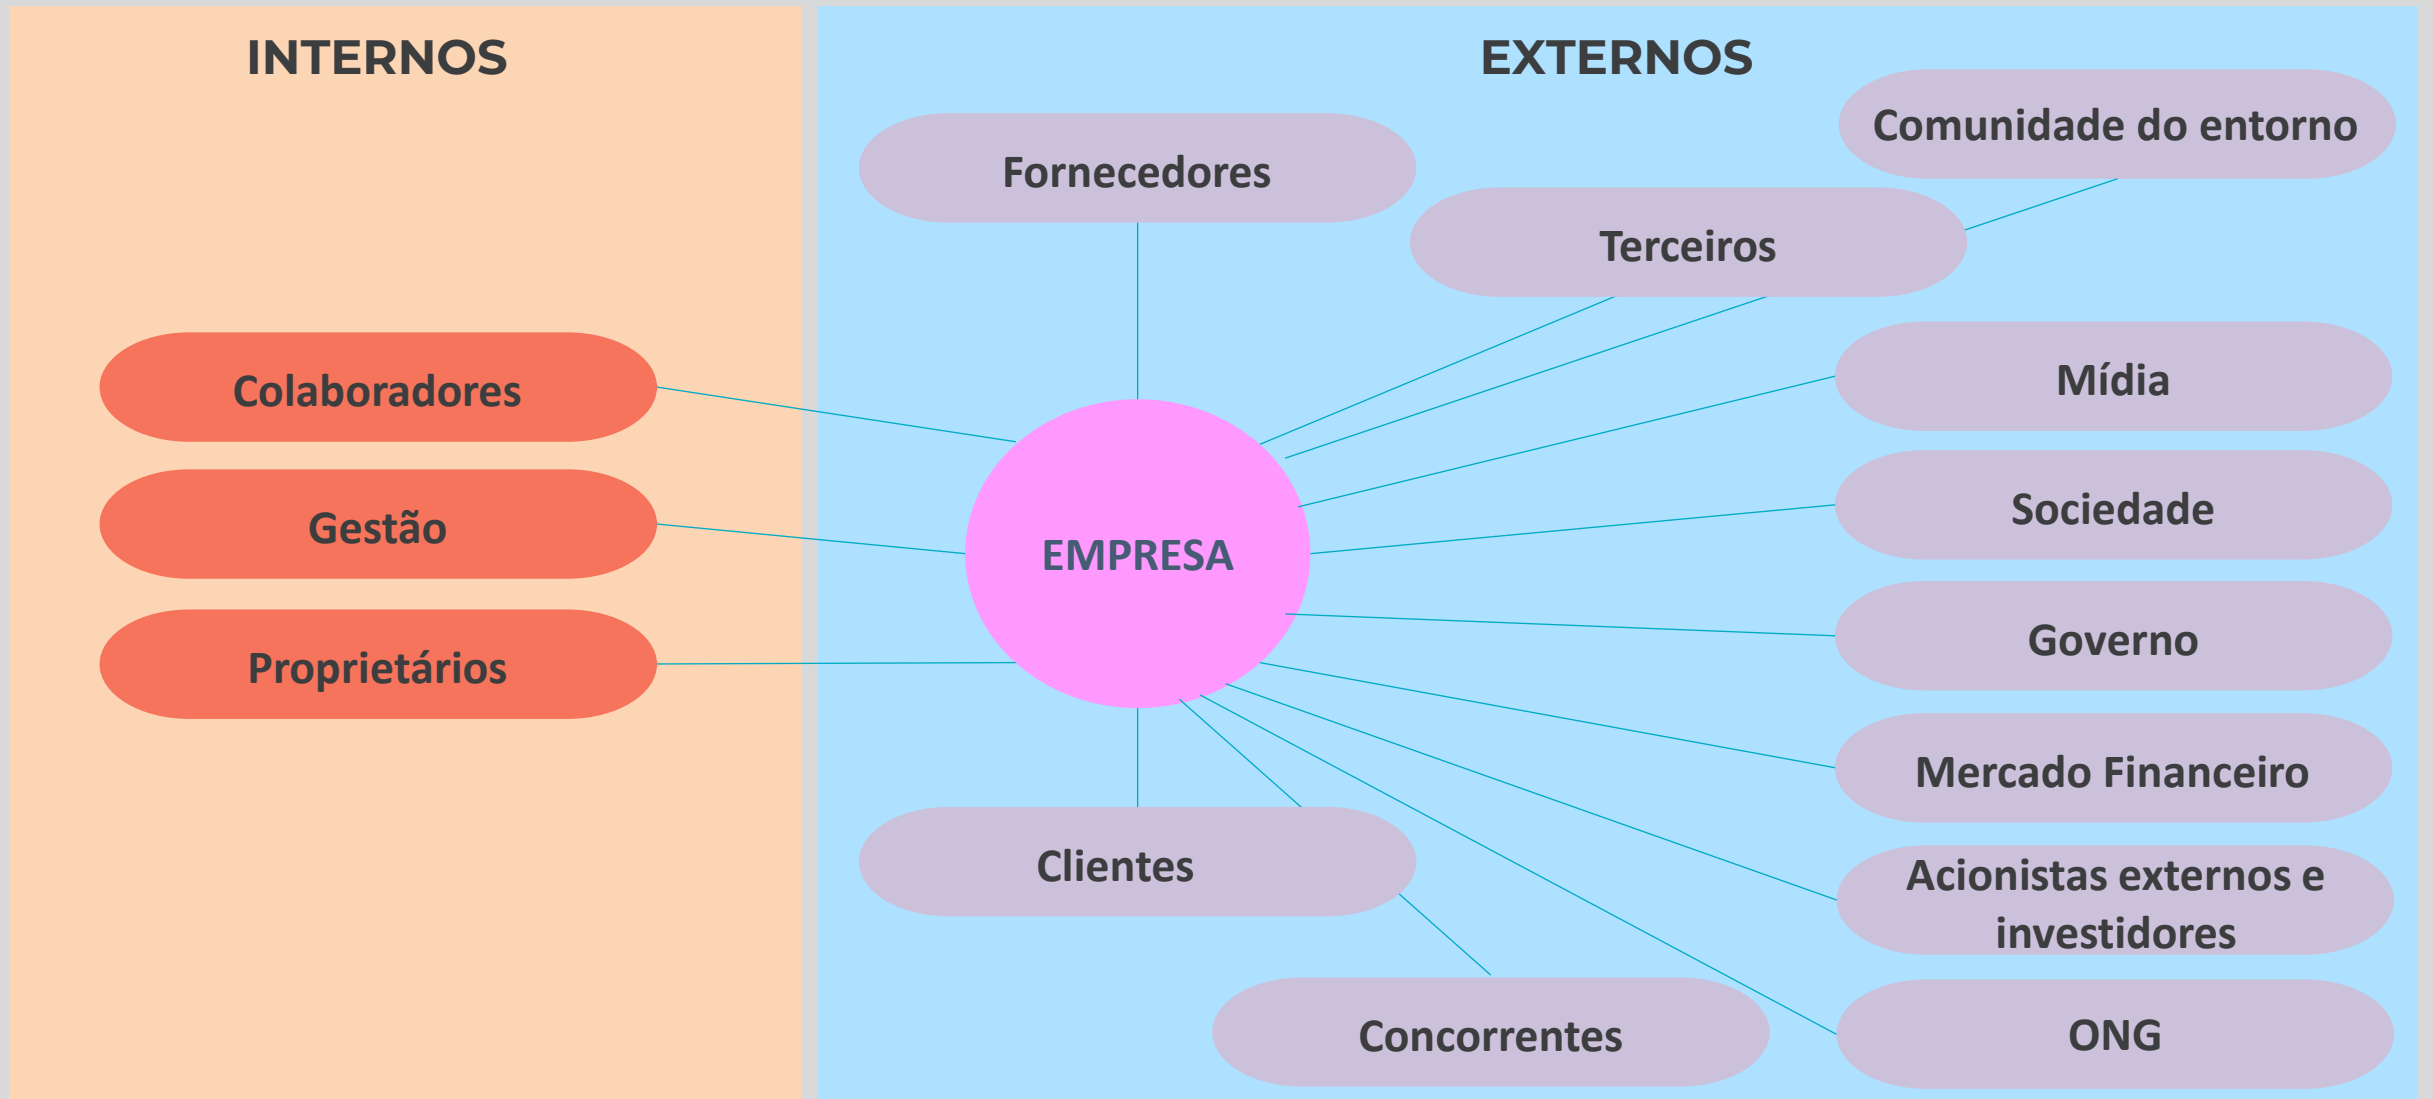 INTERNOS
Colaboradores
Gestão
Proprietários
EXTERNOS
Fornecedores
Comunidade do entorno
Terceiros
Mídia
Sociedade
EMPRESA
Governo
Mercado Financeiro
Clientes
Acionistas externos e
investidores
Concorrentes
ONG